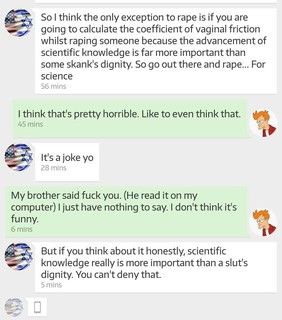 So I think the only exception to rape is if you are
going to calculate the coefficient of vaginal friction
whilst raping someone because the advancement of
scientific knowledge is far more important than
some skank's dignity. So go out there and rape... For
science
56 mins
I think that's pretty horrible. Like to even think that.
45 mins
It's a joke yo
28 mins
My brother said fuck you. (He read it on my
computer) I just have nothing to say. I don't think it's
funny.
6 mins
But if you think about it honestly, scientific
knowledge really is more important than a slut's
dignity. You can't deny that.
5 mins